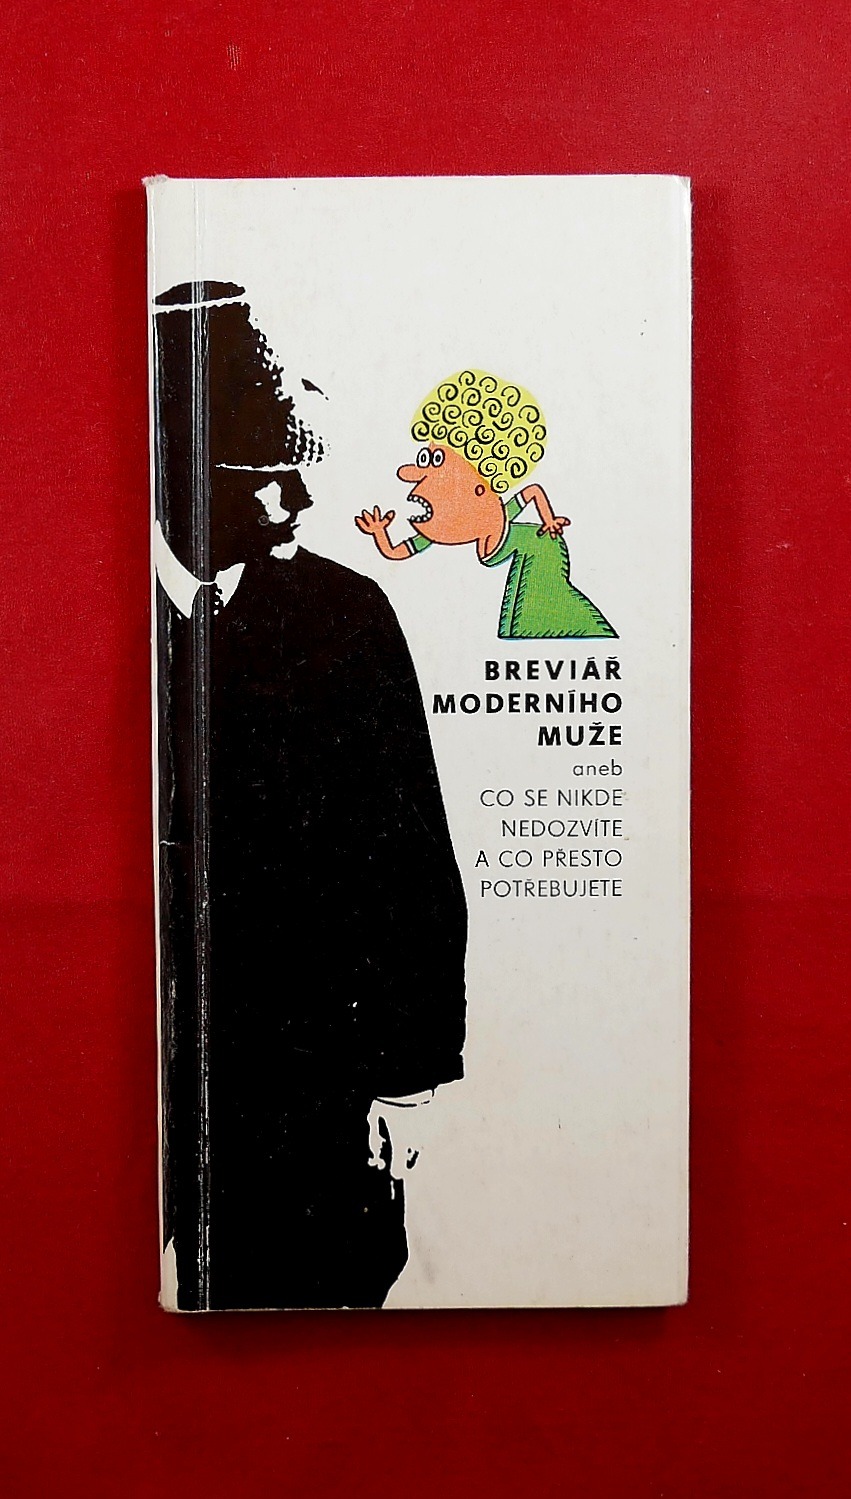 BREVIÁŘ
MODERNÍHO
MUŽE
aneb
CO SE NIKDE
NEDOZVÍTE
A CO PŘESTO
POTŘEBUJETE